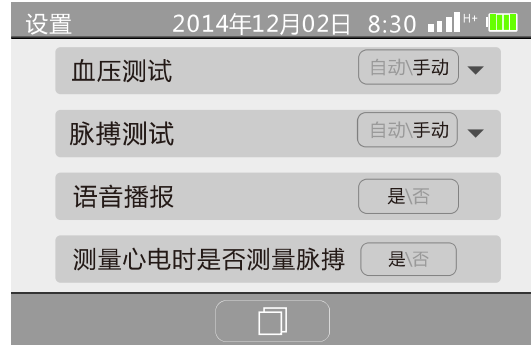 设置 2014年12月02日 8:30 H+
血压测试 自动\手动
脉搏测试 自动\手动
语音播报 是\否
测量心电时是否测量脉搏 是\否